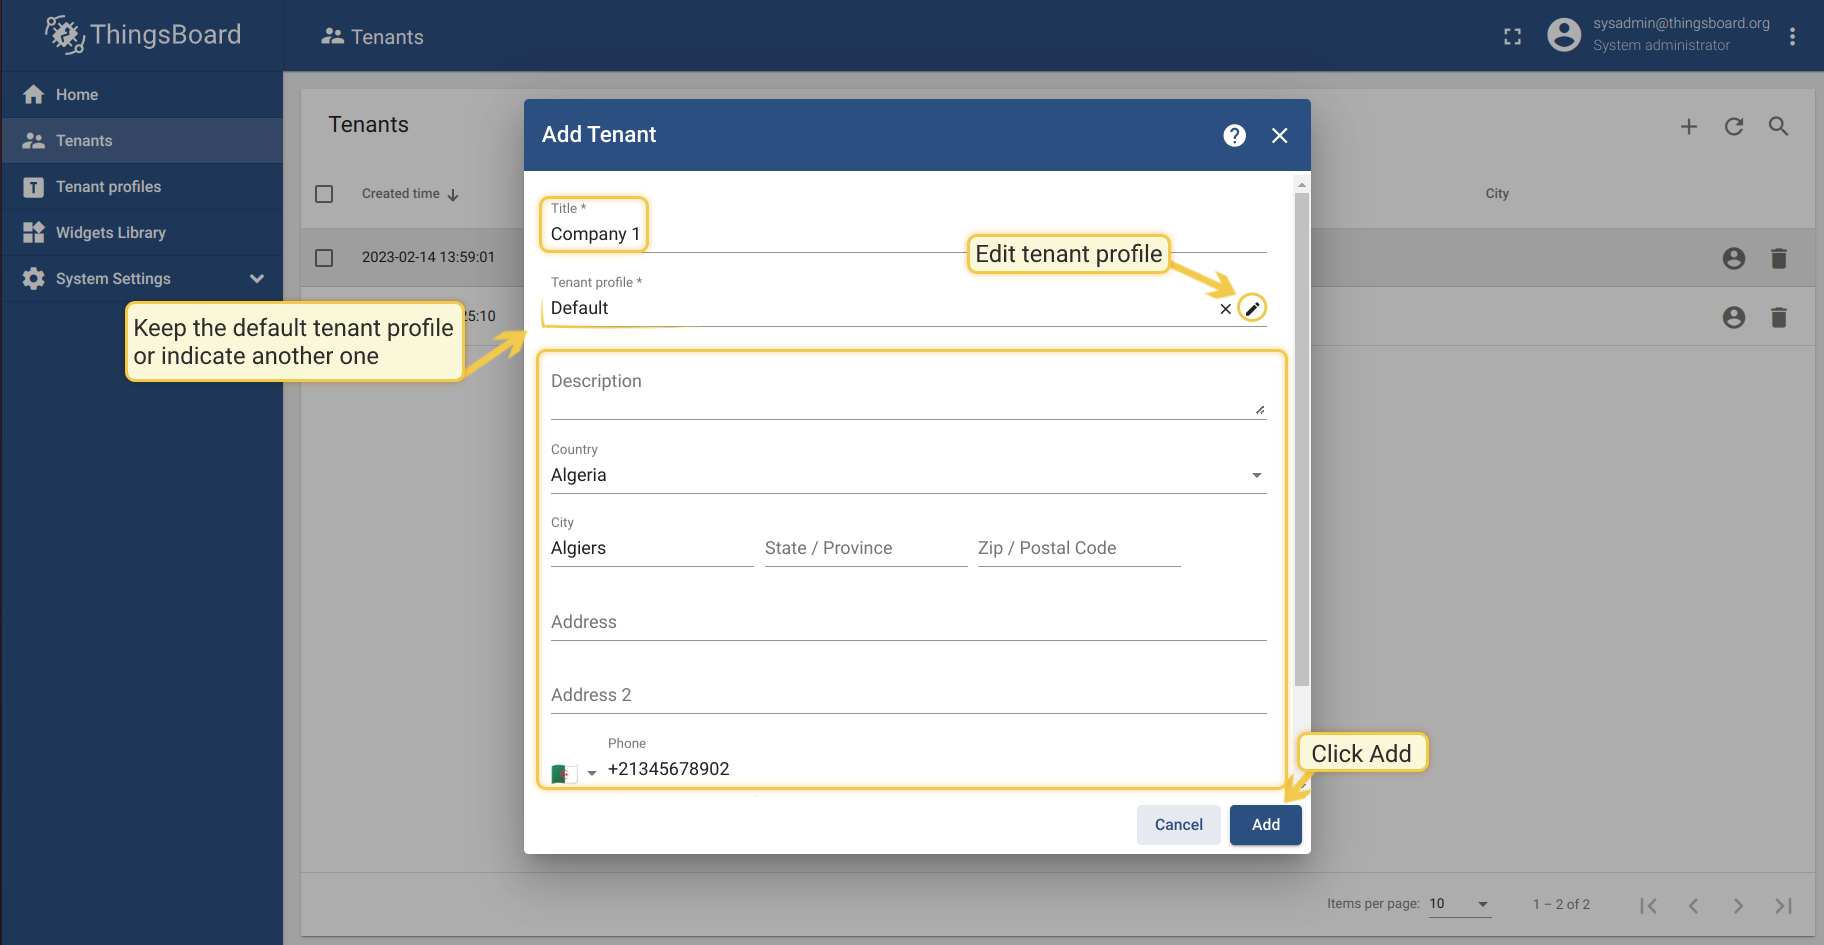 ThingsBoard
Tenants
sysadmin@thingsboard.org
System administrator
Home
Tenants
Tenant profiles
Widgets Library
System Settings
Tenants
Created time
City
2023-02-14 13:59:01
25:10
Add Tenant
Title *
Company 1
Edit tenant profile
Tenant profile *
Default
Keep the default tenant profile
or indicate another one
Description
Country
Algeria
City
Algiers
State / Province
Zip / Postal Code
Address
Address 2
Phone
+21345678902
Click Add
Cancel
Add
Items per page: 10
1 – 2 of 2